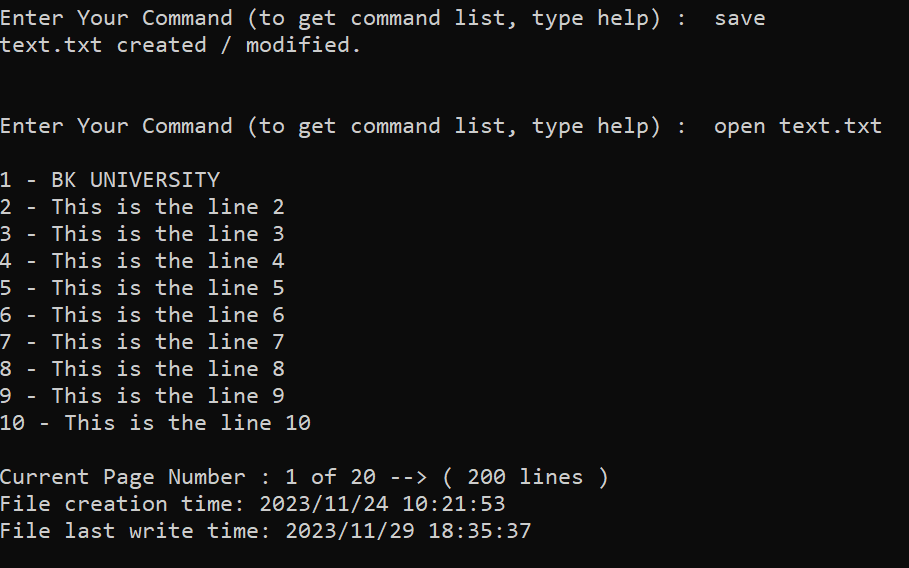 Enter Your Command (to get command list, type help) :  save
text.txt created / modified.
Enter Your Command (to get command list, type help) :  open text.txt
1 - BK UNIVERSITY
2 - This is the line 2
3 - This is the line 3
4 - This is the line 4
5 - This is the line 5
6 - This is the line 6
7 - This is the line 7
8 - This is the line 8
9 - This is the line 9
10 - This is the line 10
Current Page Number : 1 of 20 --> ( 200 lines )
File creation time: 2023/11/24 10:21:53
File last write time: 2023/11/29 18:35:37